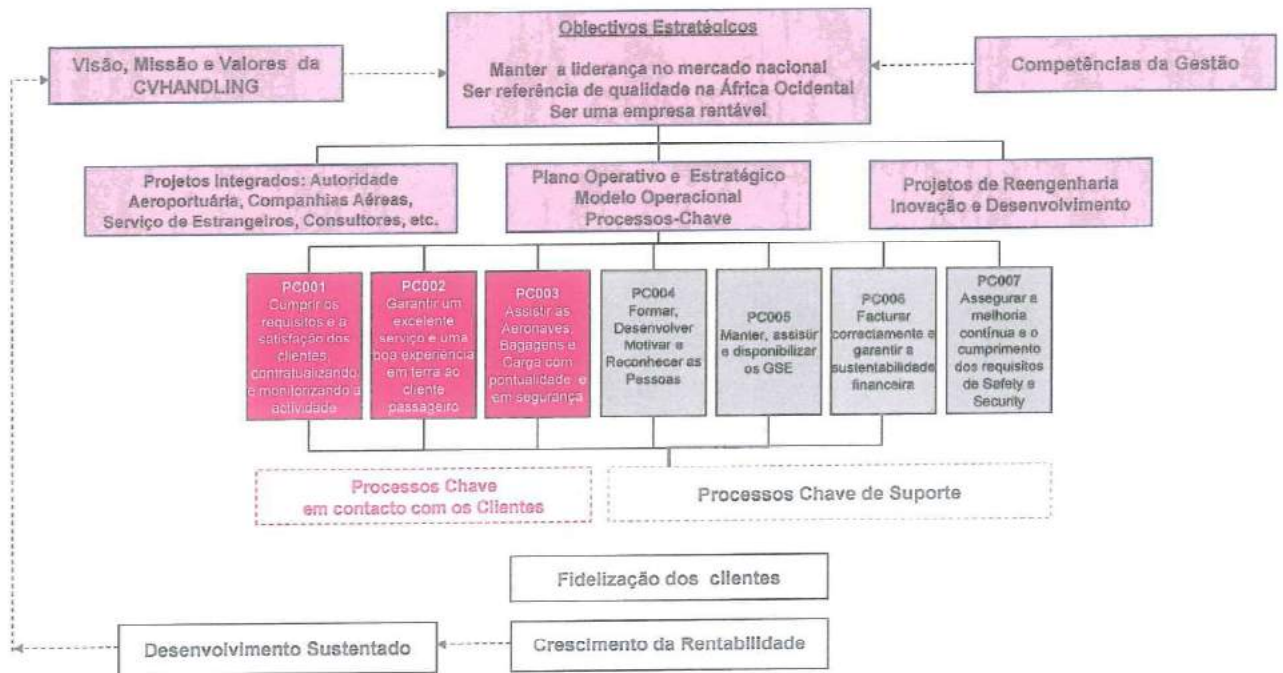 Objectivos Estratégicos
Visão, Missão e Valores da
CVHANDLING
Manter a liderança no mercado nacional
Ser referência de qualidade na África Ocidental
Ser uma empresa rentável
Competências da Gestão
Projetos Integrados: Autoridade
Aeroportuária, Companhias Aéreas,
Serviço de Estrangeiros, Consultores, etc.
Plano Operativo e Estratégico
Modelo Operacional
Processos-Chave
Projetos de Reengenharia
Inovação e Desenvolvimento
PC001
Cumprir os
requisitos e a
satisfação dos
clientes,
contratualizando
e monitorizando a
actividade
PC002
Garantir um
excelente
serviço e uma
boa experiência
em terra ao
cliente
passageiro
PC003
Assistir as
Aeronaves,
Bagagens e
Carga com
pontualidade e
em segurança
PC004
Formar,
Desenvolver
Motivar e
Reconhecer as
Pessoas
PC005
Manter, assistir
e disponibilizar
os GSE
PC006
Facturar
correctamente e
garantir a
sustentabilidade
financeira
PC007
Assegurar a
melhoria
contínua e o
cumprimento
dos requisitos
de Safety e
Security
Processos Chave
em contacto com os Clientes
Processos Chave de Suporte
Fidelização dos clientes
Desenvolvimento Sustentado
Crescimento da Rentabilidade